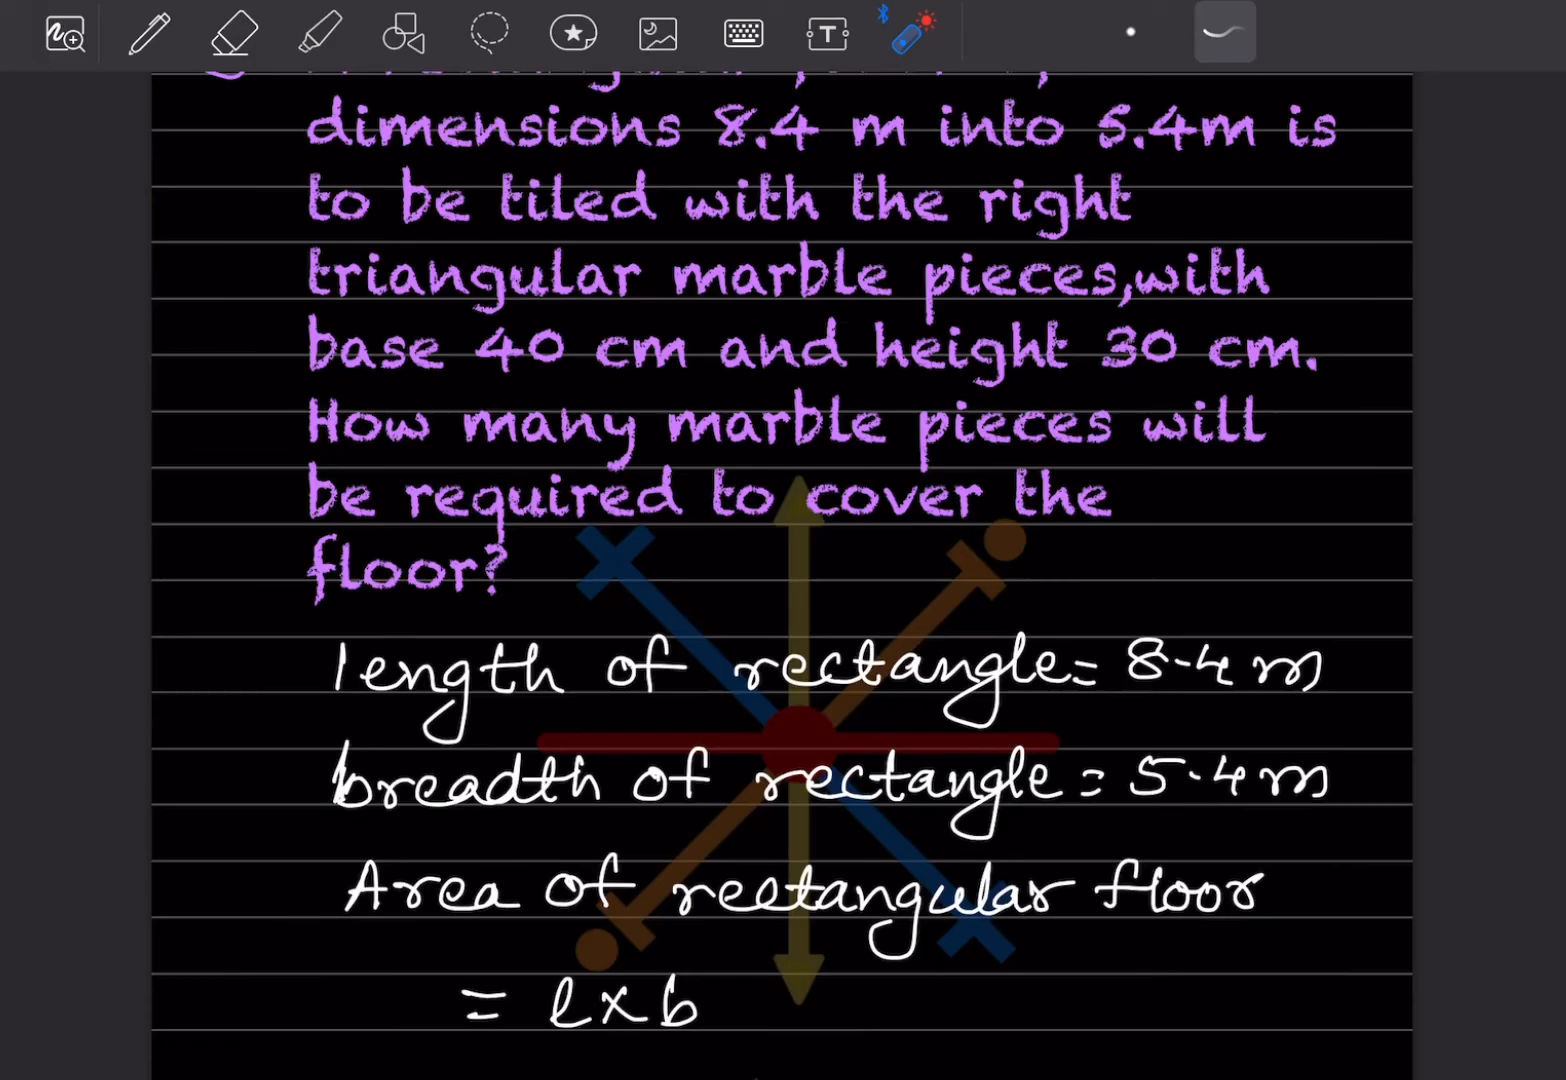 dimensions 8.4 m into 5.4m is
to be tiled with the right
triangular marble pieces,with
base 40 cm and height 30 cm.
How many marble pieces will
be required to cover the
floor?
length of rectangle = 8.4 m
breadth of rectangle = 5.4 m
Area of rectangular floor
= l x b